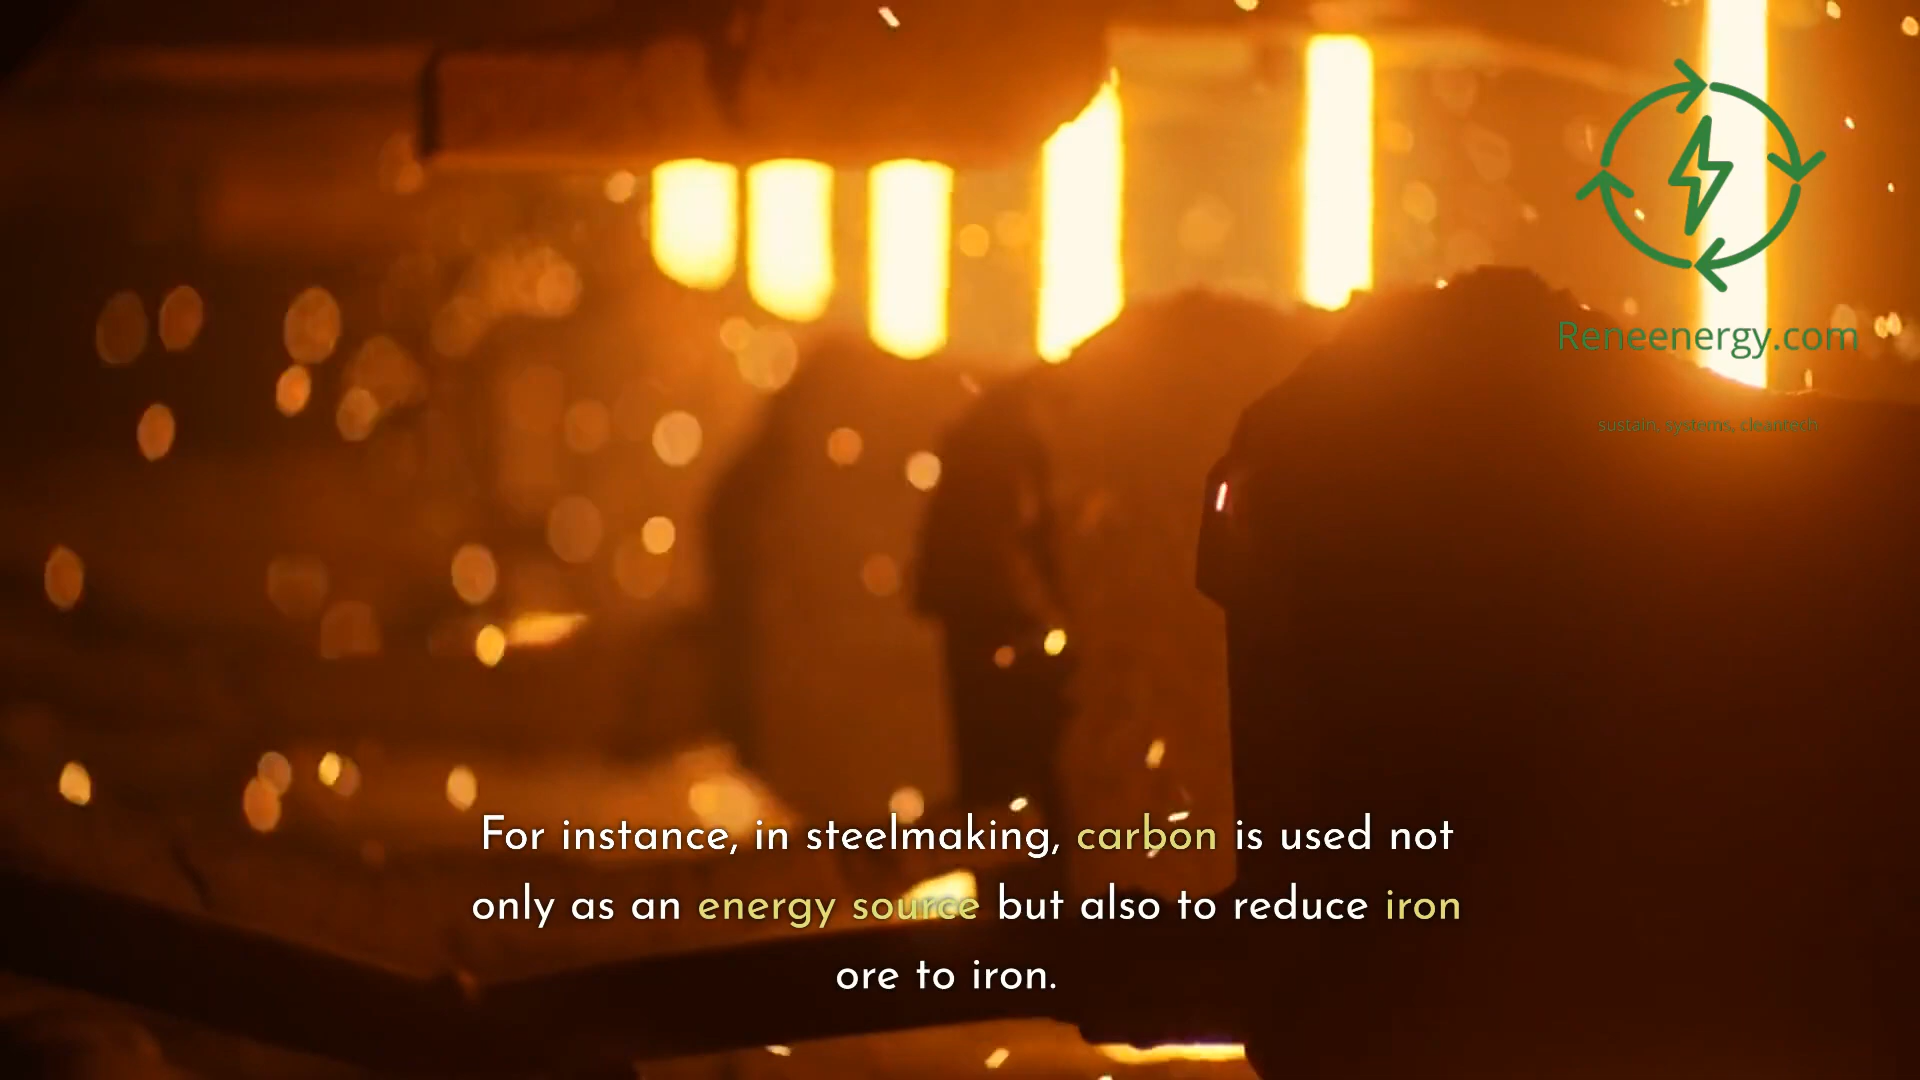 Reneenergy.com
sustain, systems, cleantech
For instance, in steelmaking, carbon is used not
only as an energy source but also to reduce iron
ore to iron.